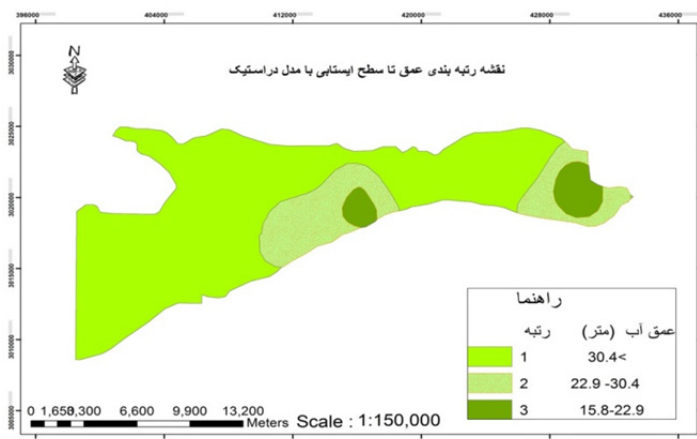 396000 404000 412000 420000 428000 436000
N
نقشه رتبه بندی عمق تا سطح ایستابی با مدل دراستیک
3030000
3025000
3020000
3015000
3010000
3005000
راهنما
رتبه عمق آب (متر)
1 30.4<
2 22.9 -30.4
3 15.8-22.9
0 1,650 3,300 6,600 9,900 13,200 Meters
Scale : 1:150,000